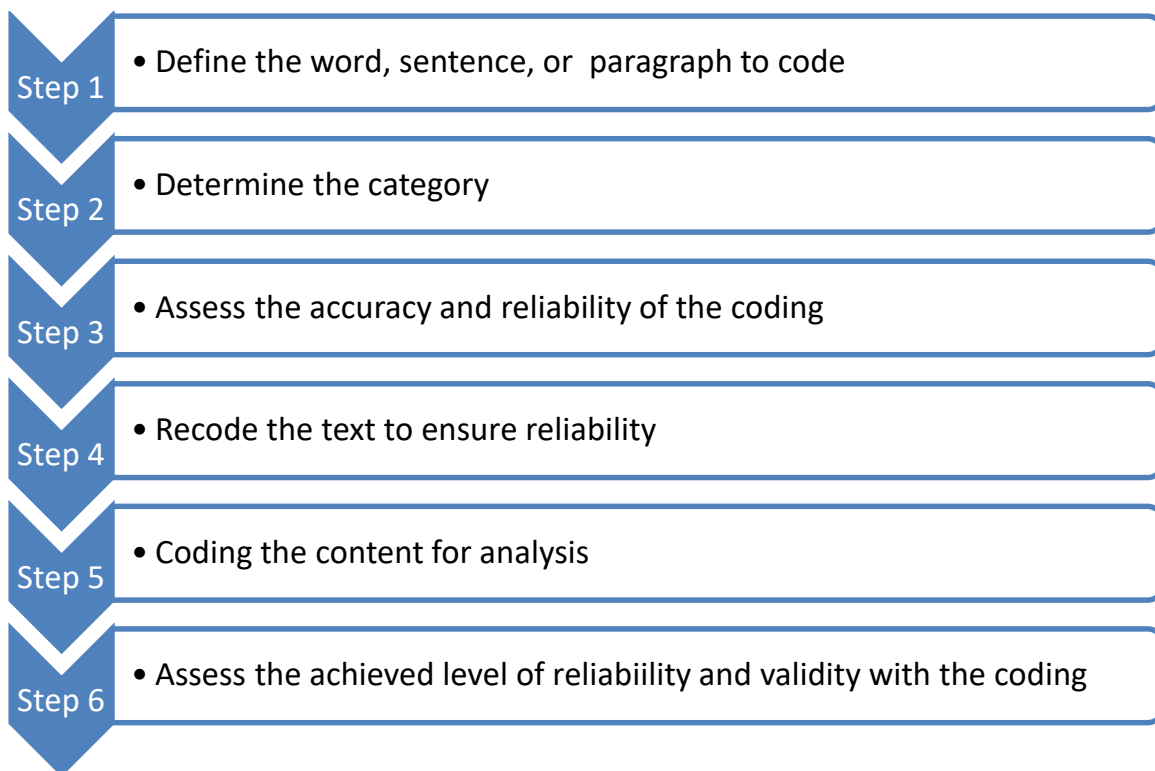 Step 1
• Define the word, sentence, or paragraph to code
Step 2
• Determine the category
Step 3
• Assess the accuracy and reliability of the coding
Step 4
• Recode the text to ensure reliability
Step 5
• Coding the content for analysis
Step 6
• Assess the achieved level of reliabiility and validity with the coding